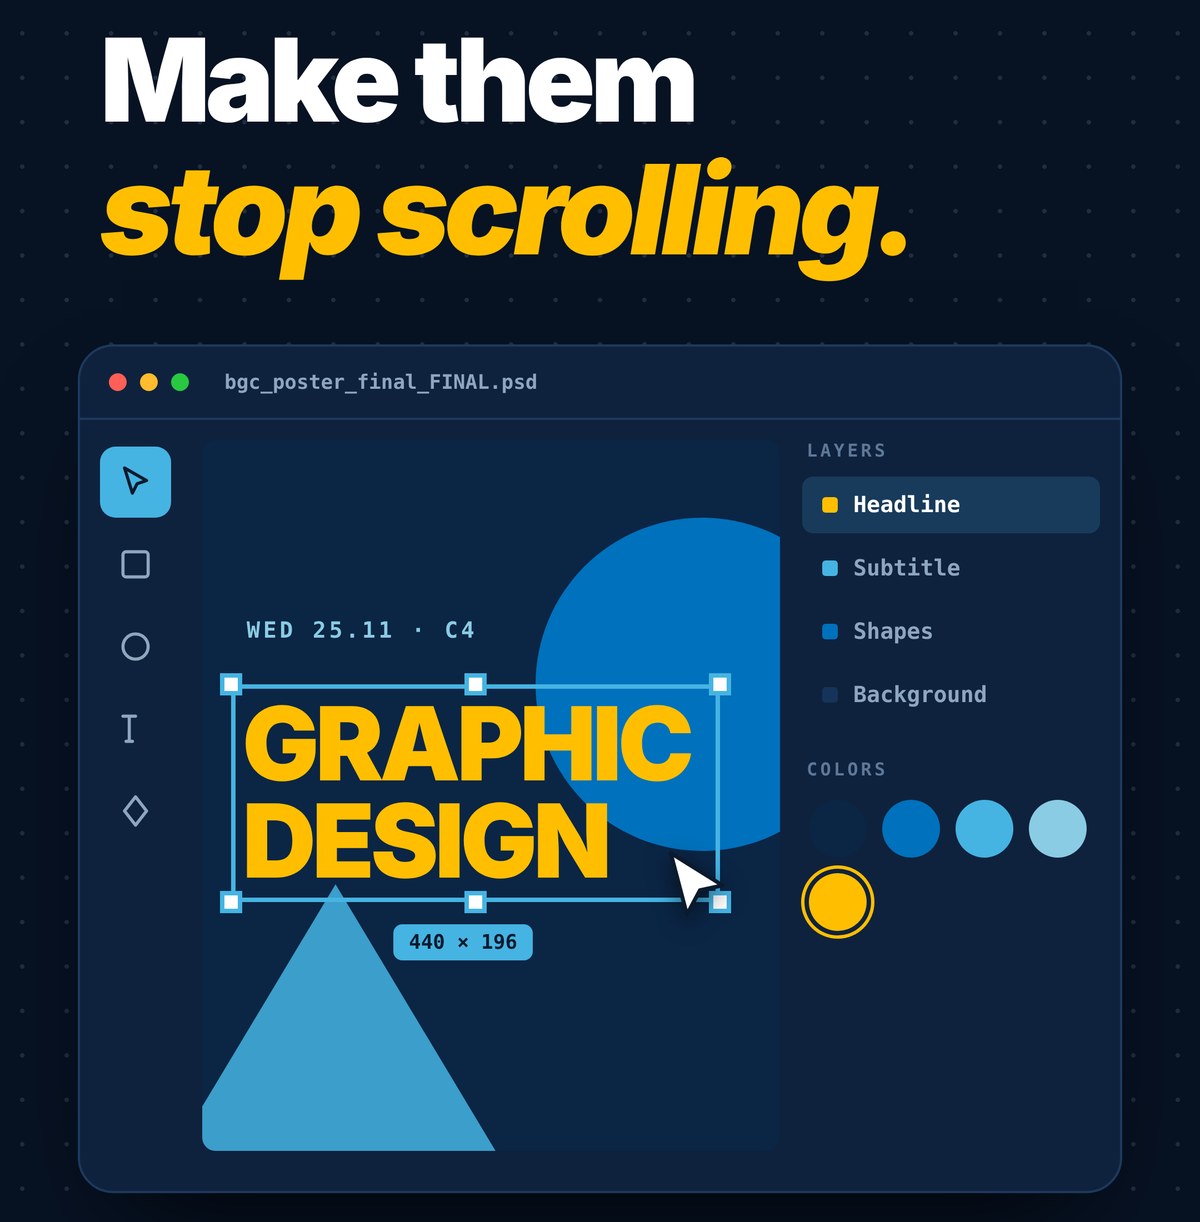 Make them
stop scrolling.
bgc_poster_final_FINAL.psd
LAYERS
Headline
Subtitle
Shapes
Background
COLORS
WED 25.11 · C4
GRAPHIC
DESIGN
440 × 196